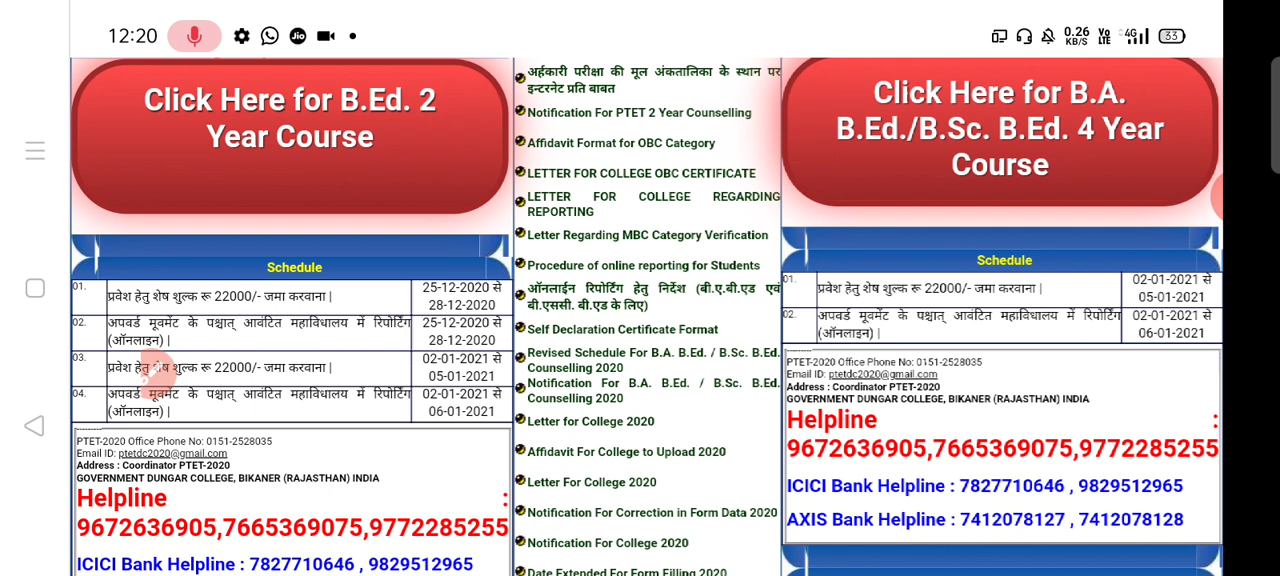 12:20
0.26 KB/S
Vo LTE
4G
33
Jio
Click Here for B.Ed. 2
Year Course
Schedule
01. प्रवेश हेतु शेष शुल्क रू 22000/- जमा करवाना | 25-12-2020 से
28-12-2020
02. अपवर्ड मूवमेंट के पश्चात् आवंटित महाविधालय में रिपोर्टिंग 25-12-2020 से
(ऑनलाइन) | 28-12-2020
03. प्रवेश हेतु शेष शुल्क रू 22000/- जमा करवाना | 02-01-2021 से
05-01-2021
04. अपवर्ड मूवमेंट के पश्चात् आवंटित महाविधालय में रिपोर्टिंग 02-01-2021 से
(ऑनलाइन) | 06-01-2021
PTET-2020 Office Phone No: 0151-2528035
Email ID: ptetdc2020@gmail.com
Address : Coordinator PTET-2020
GOVERNMENT DUNGAR COLLEGE, BIKANER (RAJASTHAN) INDIA
Helpline :
9672636905,7665369075,9772285255
ICICI Bank Helpline : 7827710646 , 9829512965
अर्हकारी परीक्षा की मूल अंकतालिका के स्थान पर
इन्टरनेट प्रति बाबत
Notification For PTET 2 Year Counselling
Affidavit Format for OBC Category
LETTER FOR COLLEGE OBC CERTIFICATE
LETTER FOR COLLEGE REGARDING
REPORTING
Letter Regarding MBC Category Verification
Procedure of online reporting for Students
ऑनलाईन रिपोर्टिंग हेतु निर्देश (बी.ए.बी.एड एवं
बी.एससी. बी.एड के लिए)
Self Declaration Certificate Format
Revised Schedule For B.A. B.Ed. / B.Sc. B.Ed.
Counselling 2020
Notification For B.A. B.Ed. / B.Sc. B.Ed.
Counselling 2020
Letter for College 2020
Affidavit For College to Upload 2020
Letter For College 2020
Notification For Correction in Form Data 2020
Notification For College 2020
Date Extended For Form Filling 2020
Click Here for B.A.
B.Ed./B.Sc. B.Ed. 4 Year
Course
Schedule
01. प्रवेश हेतु शेष शुल्क रू 22000/- जमा करवाना | 02-01-2021 से
05-01-2021
02. अपवर्ड मूवमेंट के पश्चात् आवंटित महाविधालय में रिपोर्टिंग 02-01-2021 से
(ऑनलाइन) | 06-01-2021
PTET-2020 Office Phone No: 0151-2528035
Email ID: ptetdc2020@gmail.com
Address : Coordinator PTET-2020
GOVERNMENT DUNGAR COLLEGE, BIKANER (RAJASTHAN) INDIA
Helpline :
9672636905,7665369075,9772285255
ICICI Bank Helpline : 7827710646 , 9829512965
AXIS Bank Helpline : 7412078127 , 7412078128